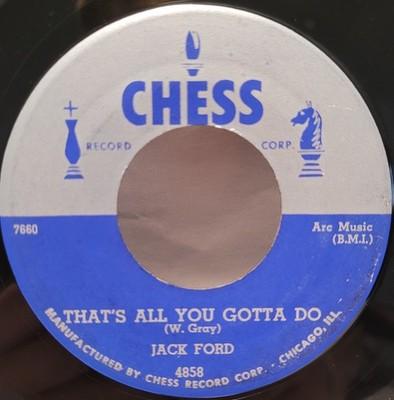 CHESS
RECORD CORP.
7660
Arc Music
(B.M.I.)
THAT'S ALL YOU GOTTA DO
(W. Gray)
JACK FORD
4858
MANUFACTURED BY CHESS RECORD CORP. CHICAGO, ILL